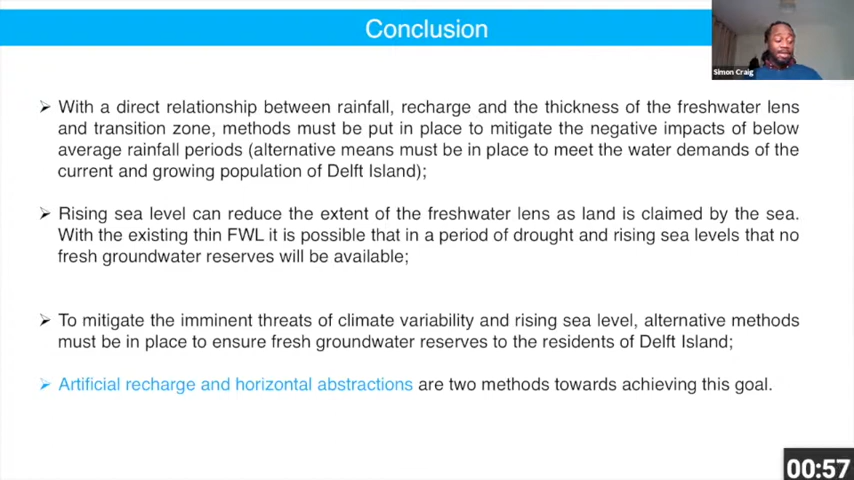 Conclusion
Simon Craig
➢ With a direct relationship between rainfall, recharge and the thickness of the freshwater lens
and transition zone, methods must be put in place to mitigate the negative impacts of below
average rainfall periods (alternative means must be in place to meet the water demands of the
current and growing population of Delft Island);
➢ Rising sea level can reduce the extent of the freshwater lens as land is claimed by the sea.
With the existing thin FWL it is possible that in a period of drought and rising sea levels that no
fresh groundwater reserves will be available;
➢ To mitigate the imminent threats of climate variability and rising sea level, alternative methods
must be in place to ensure fresh groundwater reserves to the residents of Delft Island;
➢ Artificial recharge and horizontal abstractions are two methods towards achieving this goal.
00:57